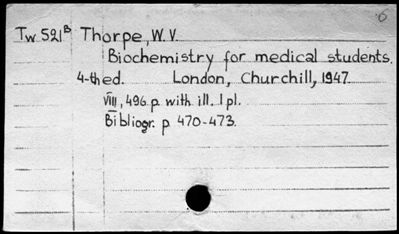 6
Tw.521B Thorpe, W.V.
Biochemistry for medical students.
4-th ed. London, Churchill, 1947.
VIII, 496 p. with ill. 1 pl.
Bibliogr. p 470-473.